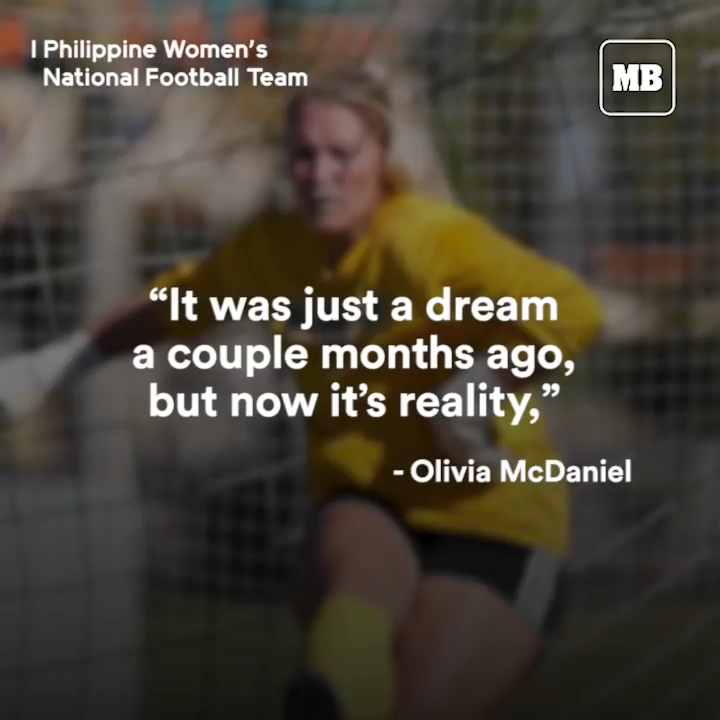 | Philippine Women's
National Football Team
MB
“It was just a dream
a couple months ago,
but now it’s reality,”
- Olivia McDaniel